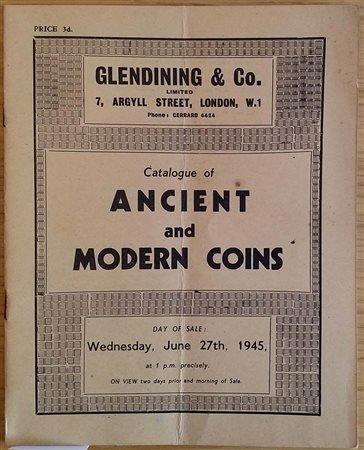 PRICE 3d.
GLENDINING & Co.
LIMITED
7, ARGYLL STREET, LONDON, W.1
Phone: GERRARD 4424
Catalogue of
ANCIENT
and
MODERN COINS
DAY OF SALE:
Wednesday, June 27th, 1945,
at 1 p.m. precisely.
ON VIEW two days prior and morning of Sale.